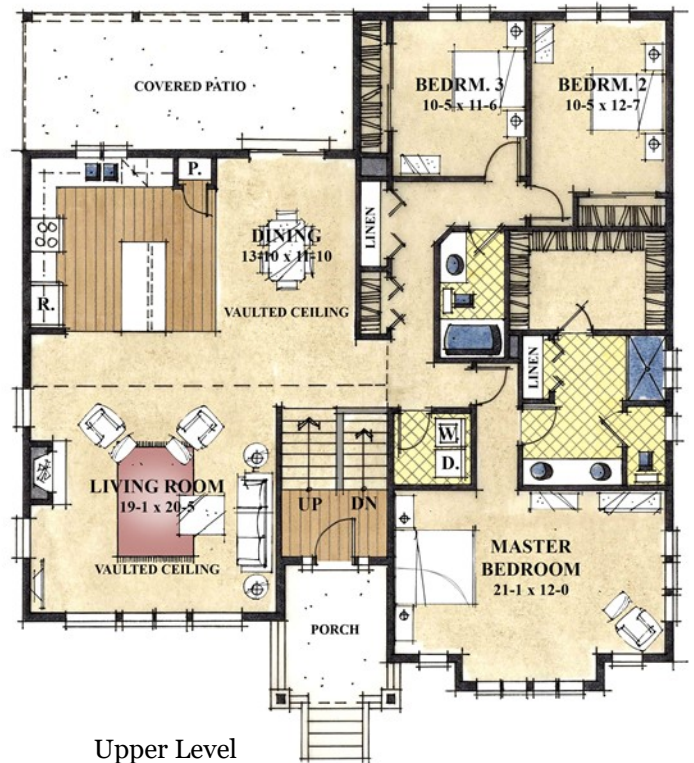 COVERED PATIO
BEDRM. 3
10-5 x 11-6
BEDRM. 2
10-5 x 12-7
P.
LINEN
DINING
13-10 x 11-10
VAULTED CEILING
R.
LINEN
W.
D.
LIVING ROOM
19-1 x 20-5
VAULTED CEILING
UP
DN
MASTER
BEDROOM
21-1 x 12-0
PORCH
Upper Level